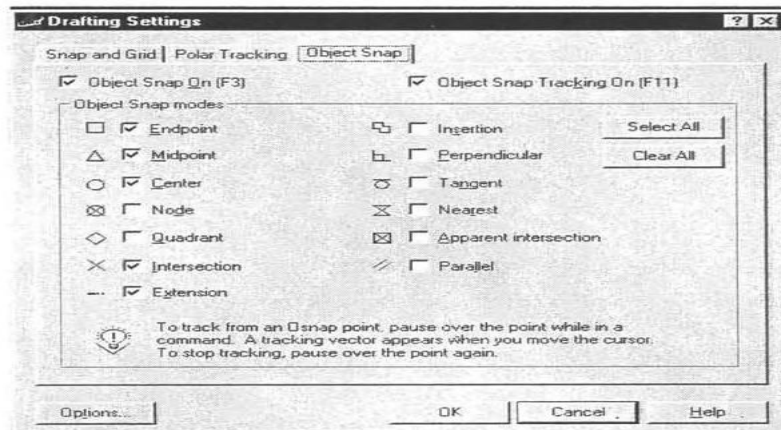 Drafting Settings
Snap and Grid Polar Tracking Object Snap
Object Snap On (F3) Object Snap Tracking On (F11)
Object Snap modes
Endpoint Insertion Select All
Midpoint Perpendicular Clear All
Center Tangent
Node Nearest
Quadrant Apparent intersection
Intersection Parallel
Extension
To track from an Osnap point, pause over the point while in a
command. A tracking vector appears when you move the cursor.
To stop tracking, pause over the point again.
Options... OK Cancel Help